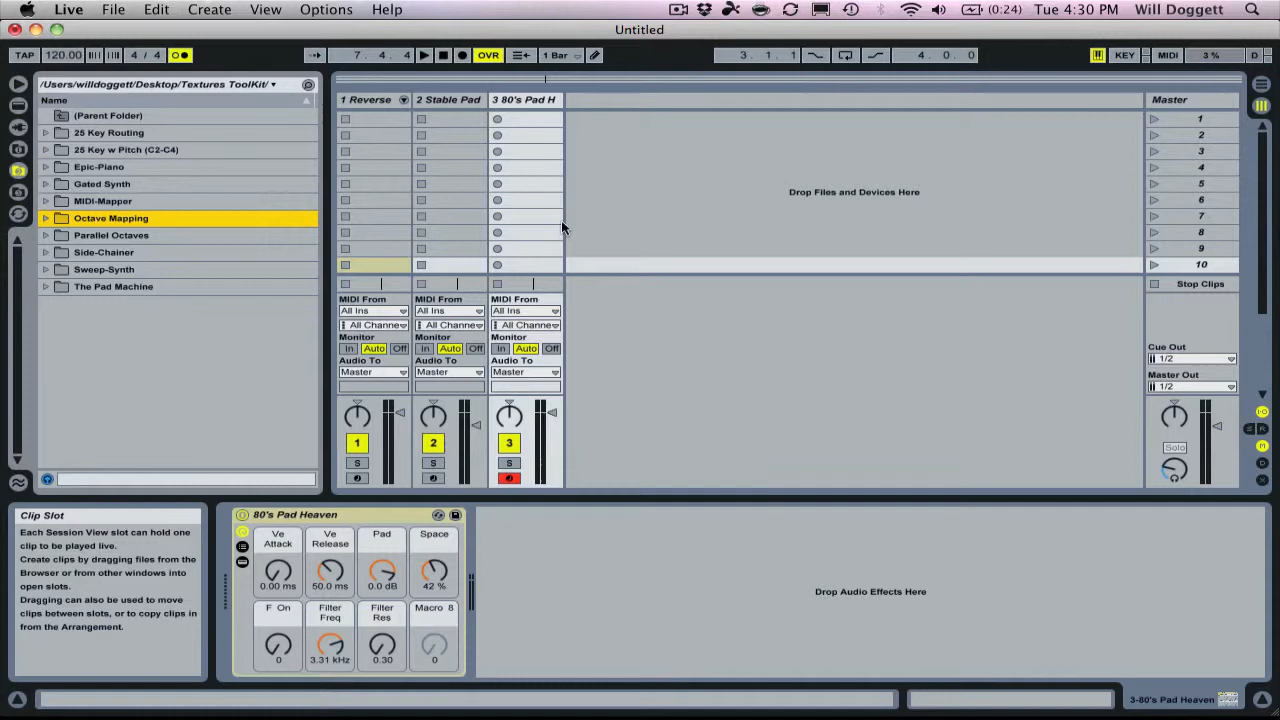 Live File Edit Create View Options Help (0:24) Tue 4:30 PM Will Doggett
Untitled
TAP 120.00 4 / 4 7. 4. 4 OVR 1 Bar 3. 1. 1 4. 0. 0 KEY MIDI 3 % D
/Users/willdoggett/Desktop/Textures ToolKit/
Name
(Parent Folder)
25 Key Routing
25 Key w Pitch (C2-C4)
Epic-Piano
Gated Synth
MIDI-Mapper
Octave Mapping
Parallel Octaves
Side-Chainer
Sweep-Synth
The Pad Machine
1 Reverse 2 Stable Pad 3 80's Pad H Master
1
2
3
4
5
6
7
8
9
10
Drop Files and Devices Here
Stop Clips
MIDI From MIDI From MIDI From
All Ins All Ins All Ins
All Channe All Channe All Channe
Monitor Monitor Monitor
In Auto Off In Auto Off In Auto Off
Audio To Audio To Audio To
Master Master Master
Cue Out
1/2
Master Out
1/2
1 2 3
S S S
Solo
Clip Slot
Each Session View slot can hold one
clip to be played live.
Create clips by dragging files from the
Browser or from other windows into
open slots.
Dragging can also be used to move
clips between slots, or to copy clips in
from the Arrangement.
80's Pad Heaven
Ve Attack Ve Release Pad Space
0.00 ms 50.0 ms 0.0 dB 42 %
F On Filter Freq Filter Res Macro 8
0 3.31 kHz 0.30 0
Drop Audio Effects Here
3-80's Pad Heaven